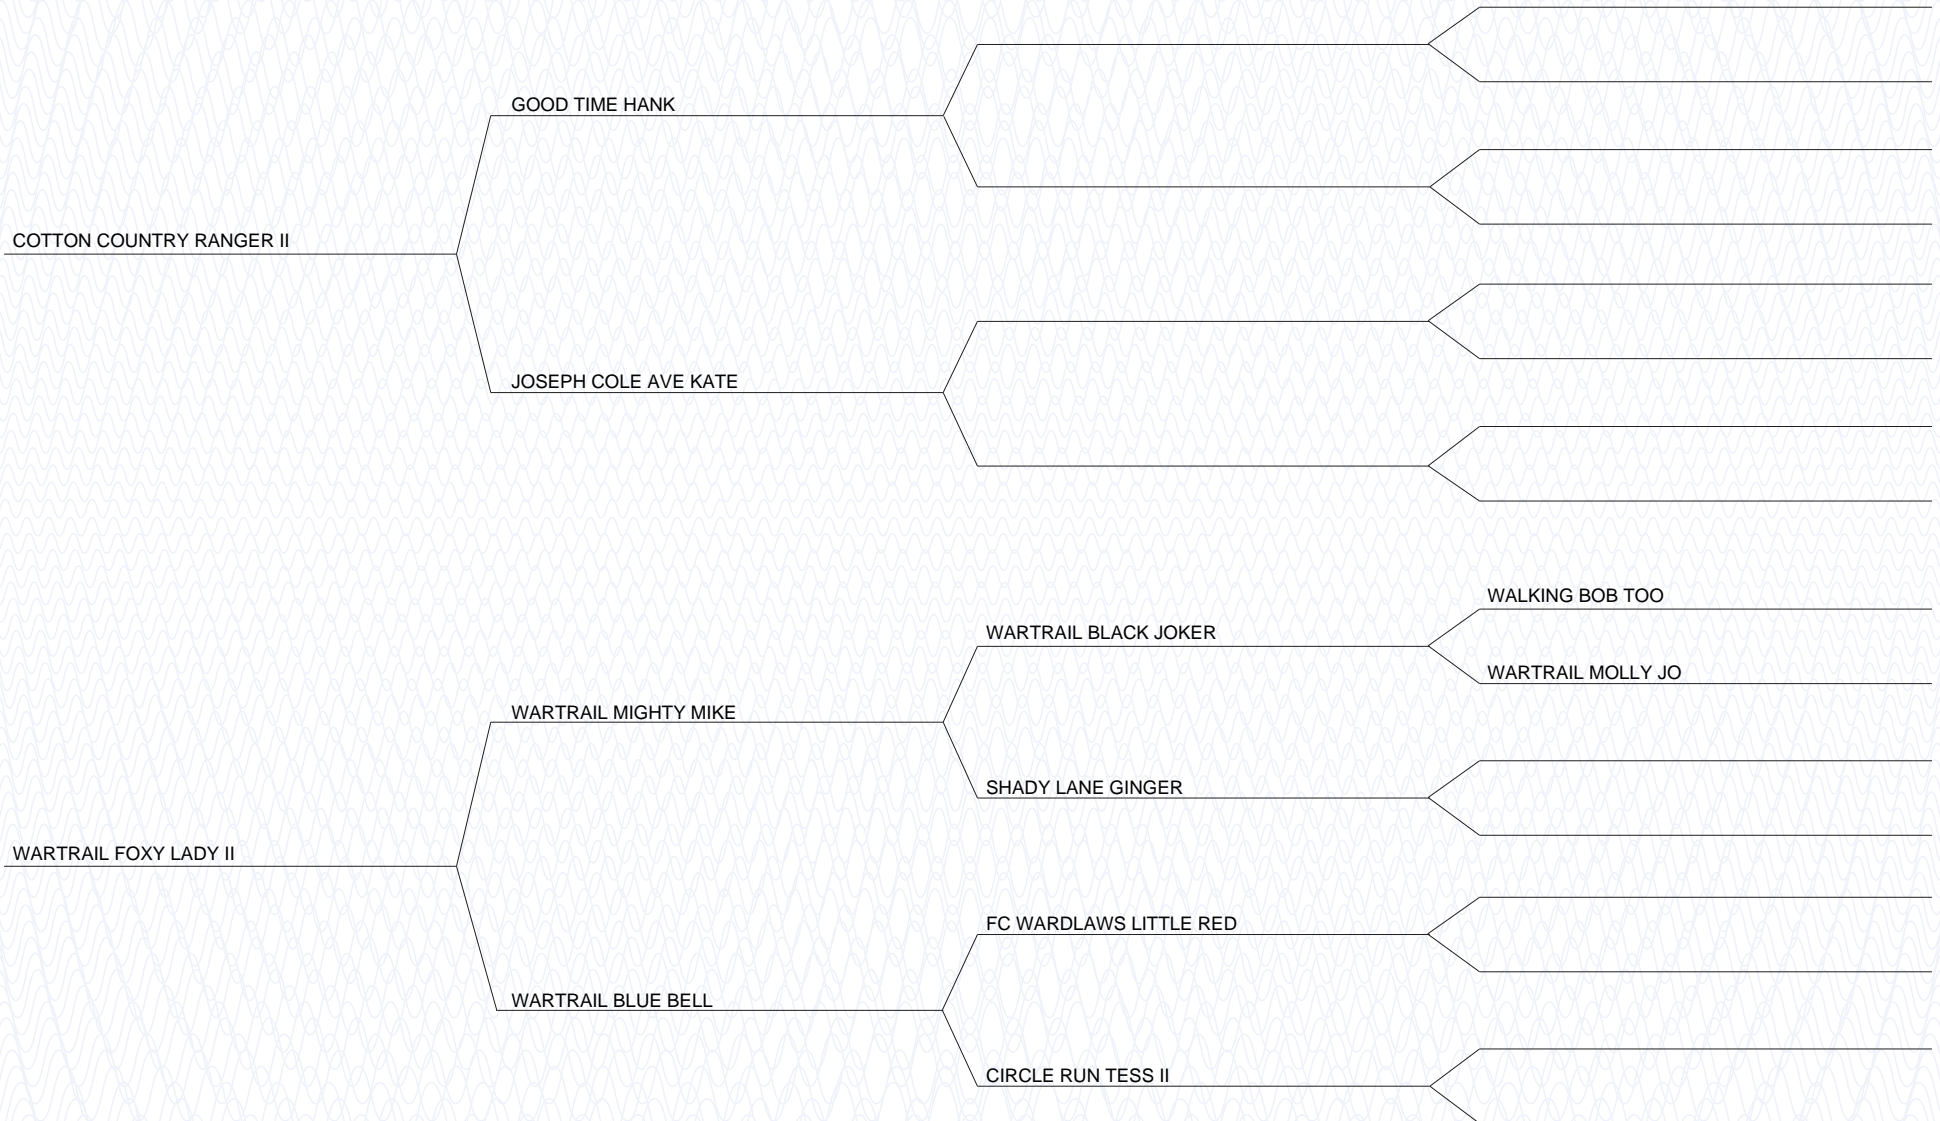 GOOD TIME HANK
COTTON COUNTRY RANGER II
JOSEPH COLE AVE KATE
WALKING BOB TOO
WARTRAIL BLACK JOKER
WARTRAIL MOLLY JO
WARTRAIL MIGHTY MIKE
SHADY LANE GINGER
WARTRAIL FOXY LADY II
FC WARDLAWS LITTLE RED
WARTRAIL BLUE BELL
CIRCLE RUN TESS II